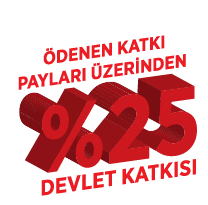 ÖDENEN KATKI
PAYLARI ÜZERİNDEN
%25
DEVLET KATKISI